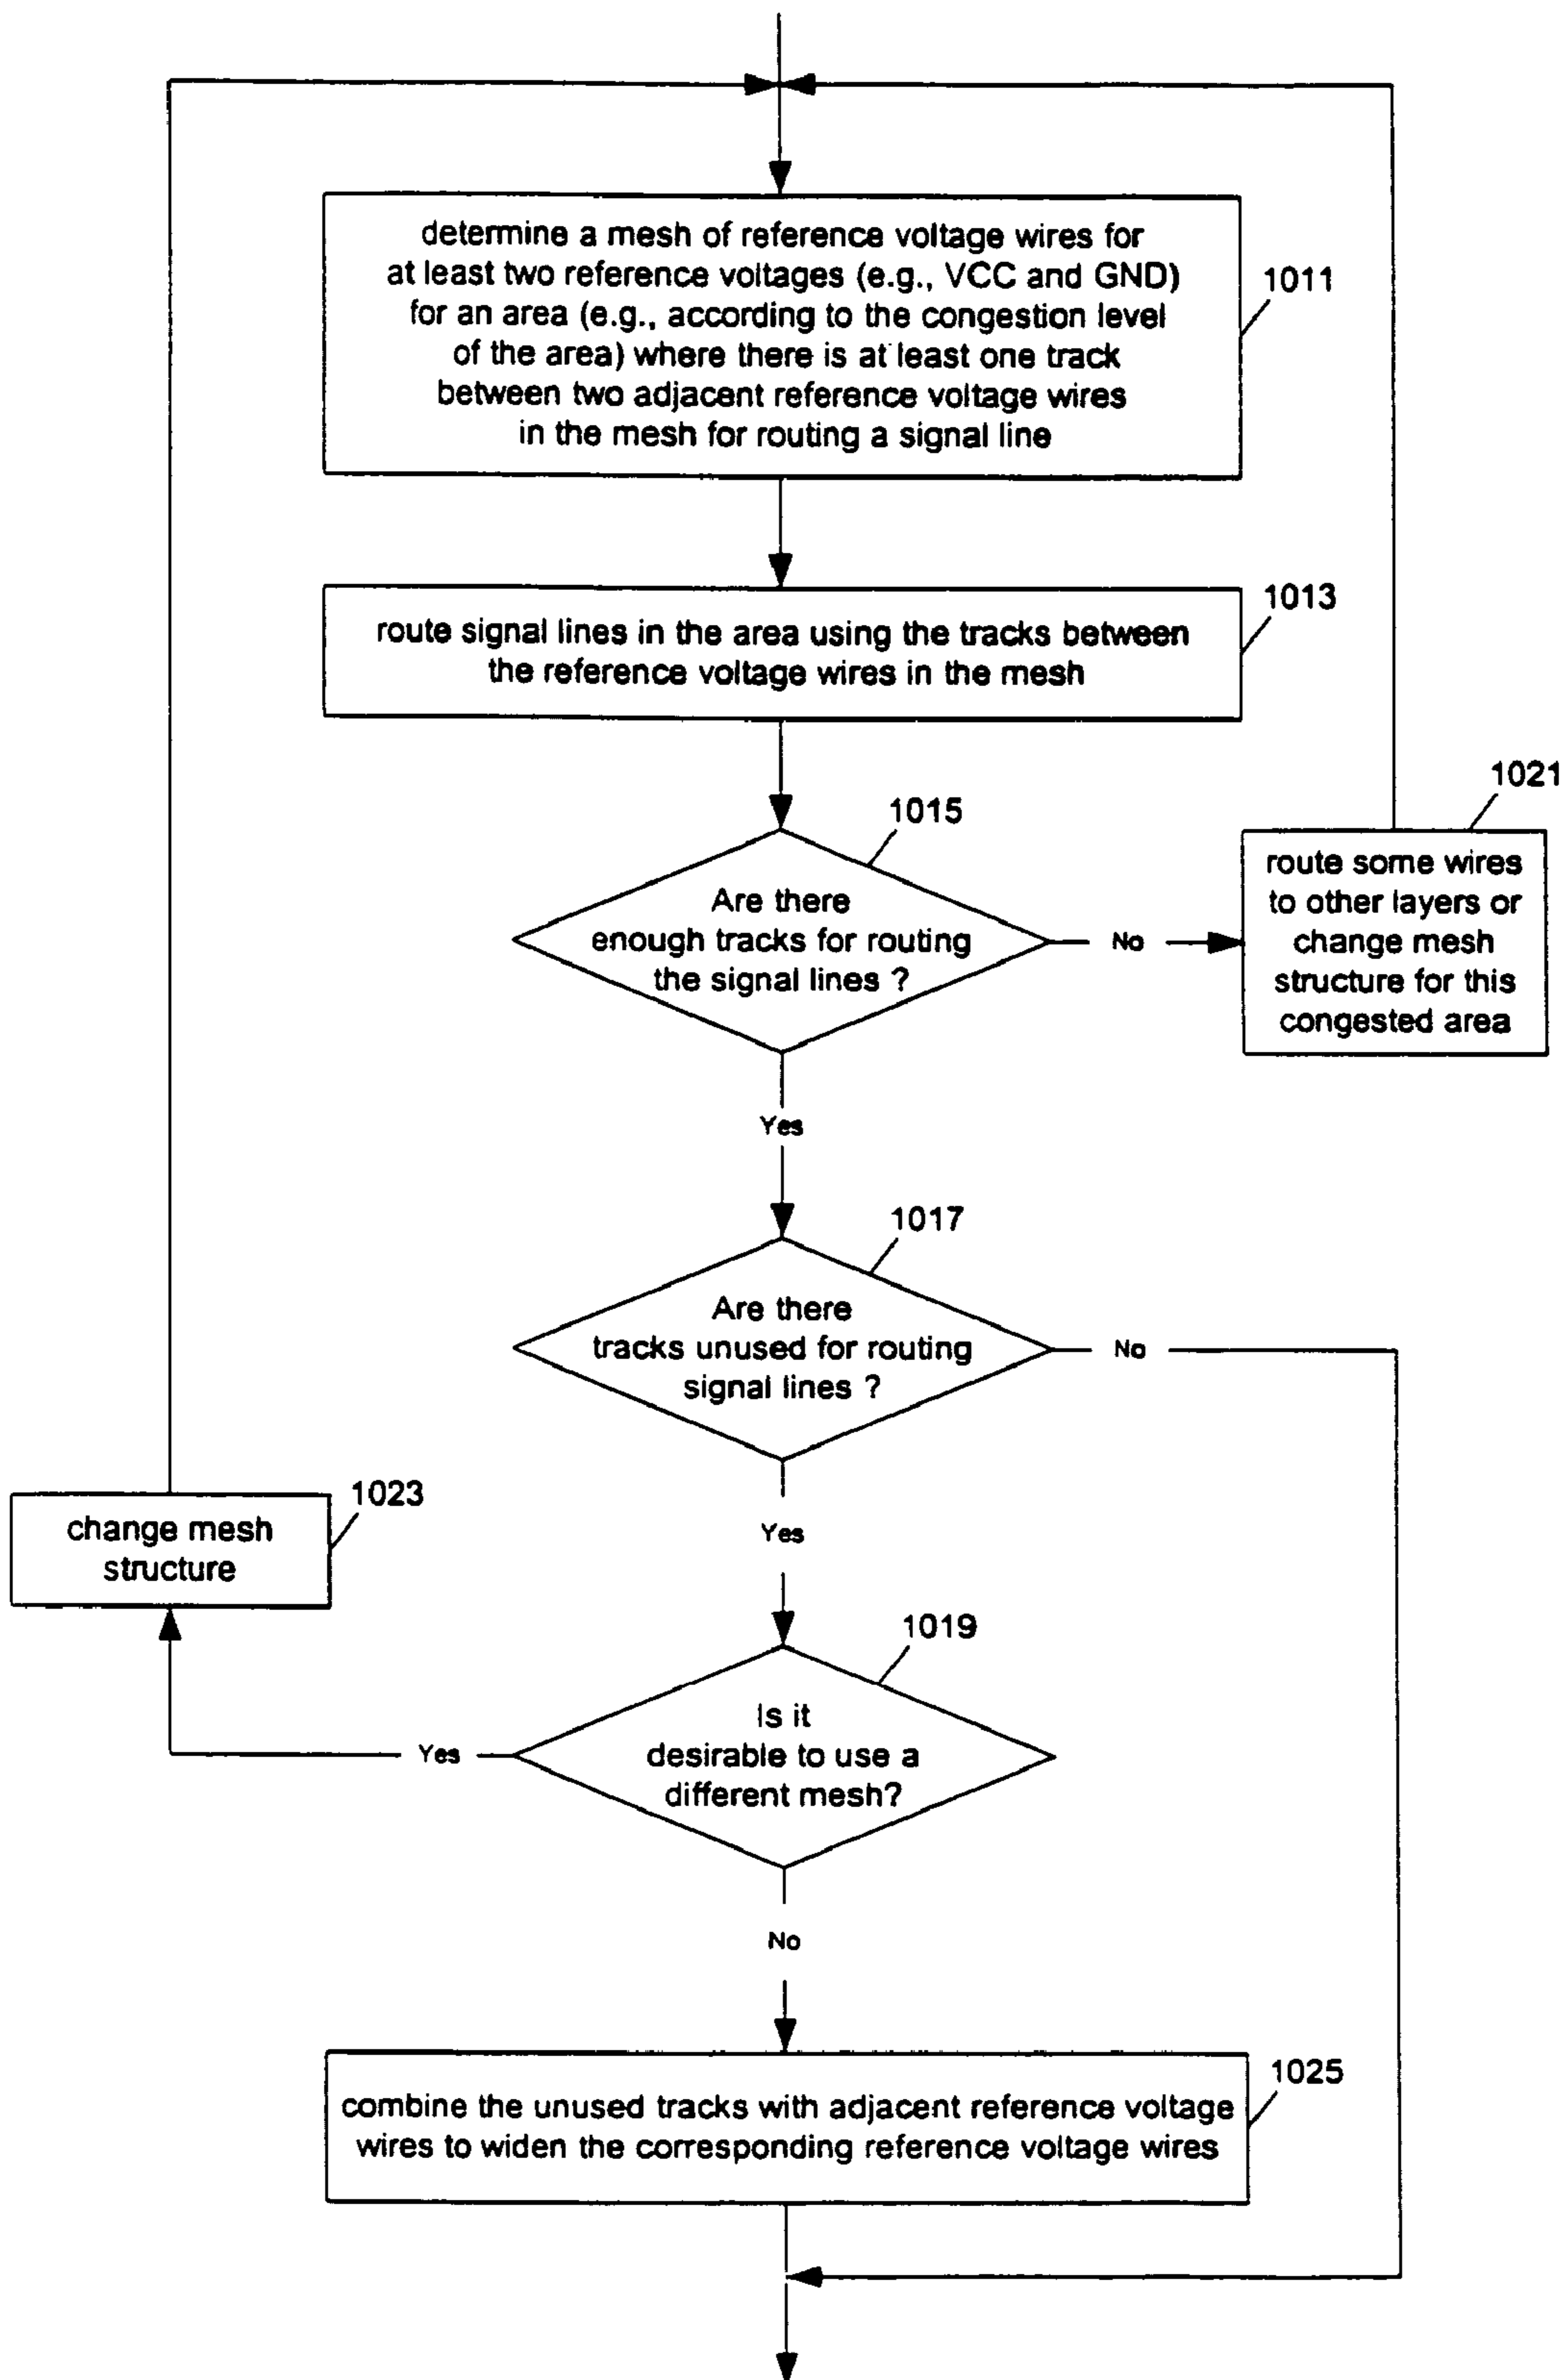 determine a mesh of reference voltage wires for
at least two reference voltages (e.g., VCC and GND)
for an area (e.g., according to the congestion level
of the area) where there is at least one track
between two adjacent reference voltage wires
in the mesh for routing a signal line
1011
route signal lines in the area using the tracks between
the reference voltage wires in the mesh
1013
1015
Are there
enough tracks for routing
the signal lines ?
No
1021
route some wires
to other layers or
change mesh
structure for this
congested area
Yes
1017
Are there
tracks unused for routing
signal lines ?
No
Yes
1023
change mesh
structure
1019
Is it
desirable to use a
different mesh?
Yes
No
1025
combine the unused tracks with adjacent reference voltage
wires to widen the corresponding reference voltage wires